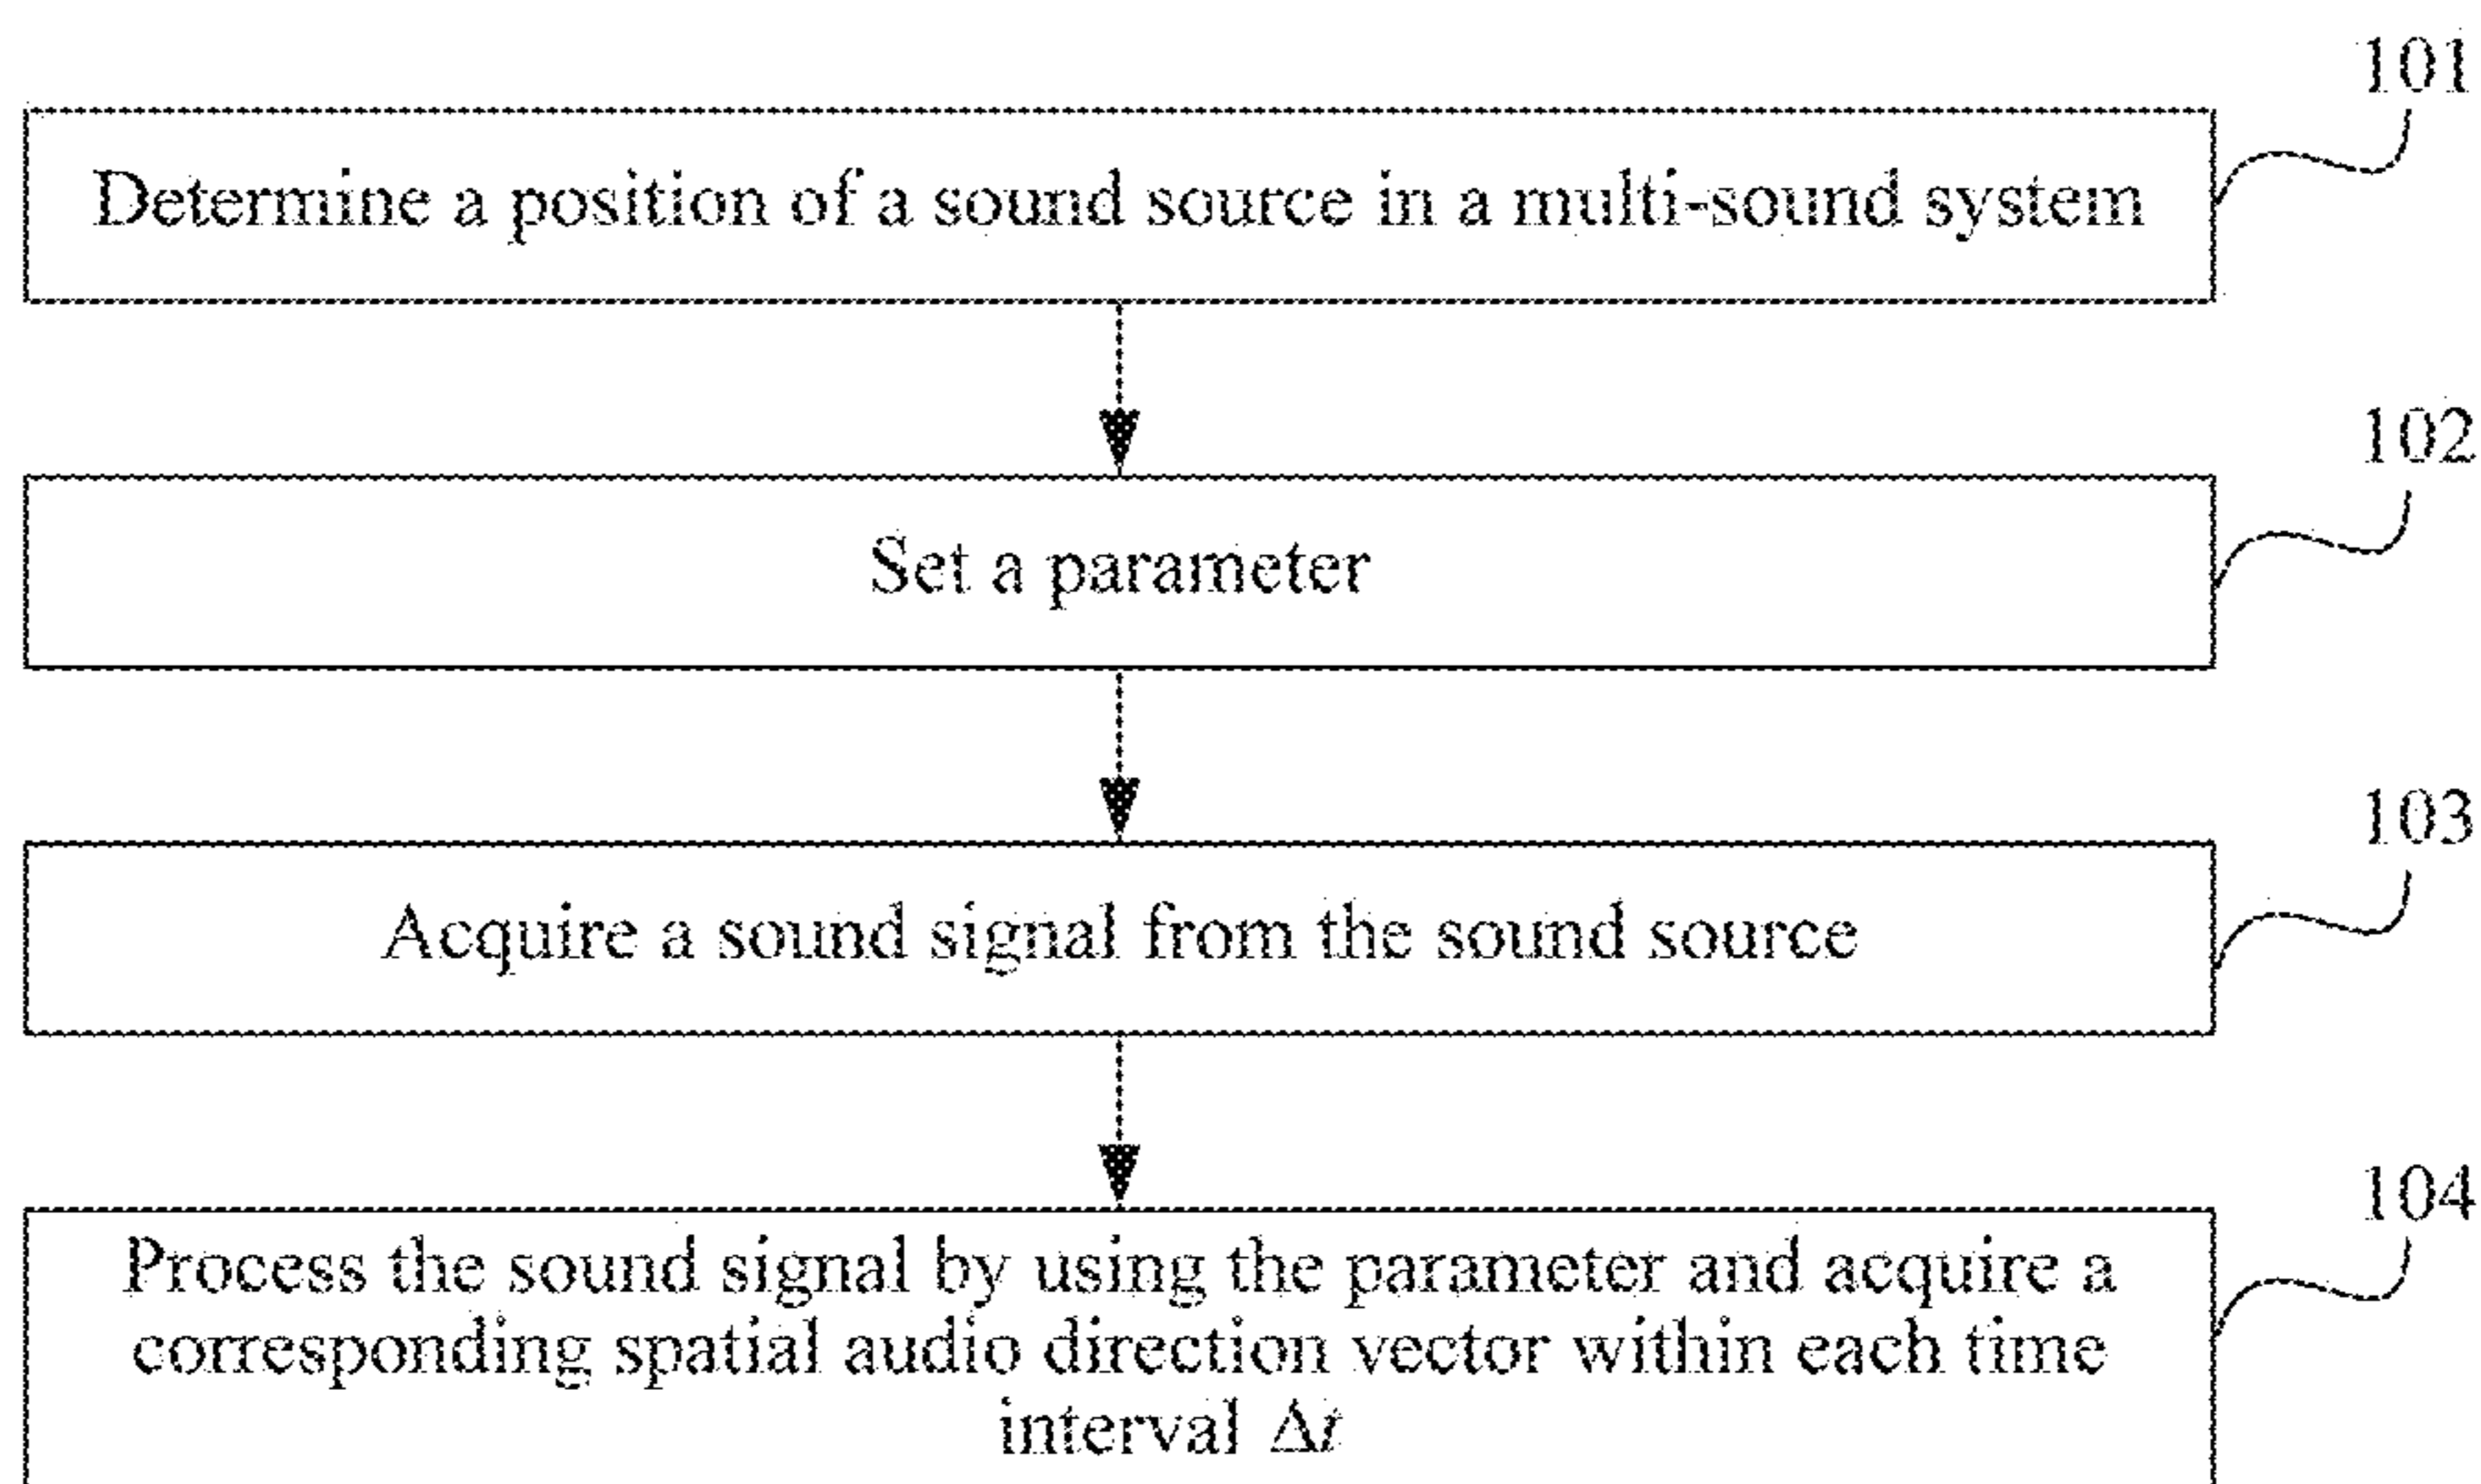 101
Determine a position of a sound source in a multi-sound system
102
Set a parameter
103
Acquire a sound signal from the sound source
104
Process the sound signal by using the parameter and acquire a
corresponding spatial audio direction vector within each time
interval Δt